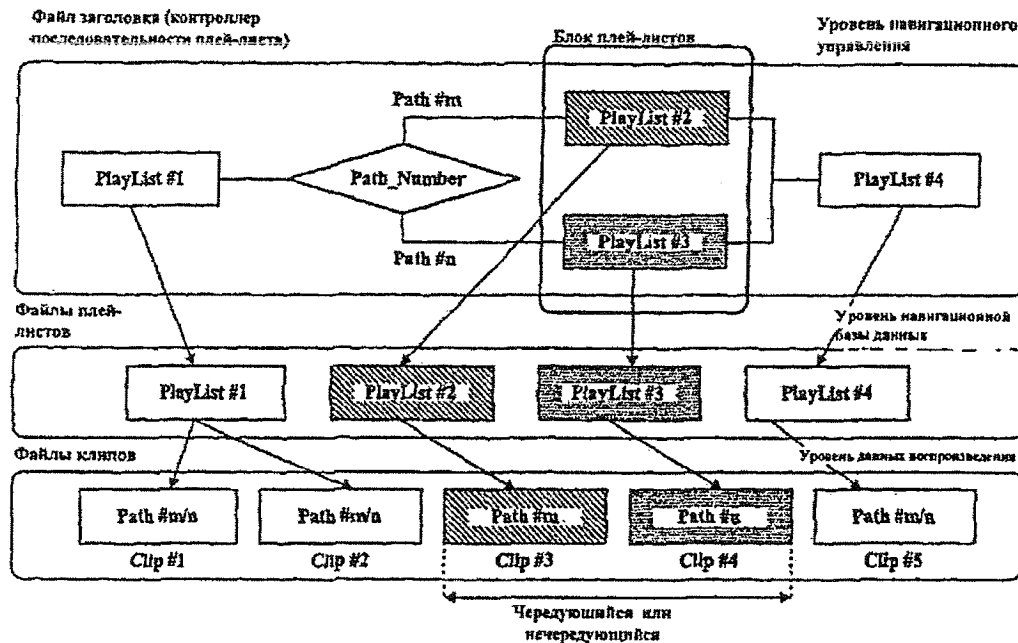 Файл заголовка (контроллер
последовательности плей-листа)
Блок плей-листов
Уровень навигационного
управления
Path #m
PlayList #2
PlayList #1
Path_Number
PlayList #4
PlayList #3
Path #n
Файлы плей-
листов
Уровень навигационной
базы данных
PlayList #1
PlayList #2
PlayList #3
PlayList #4
Файлы клипов
Уровень данных воспроизведения
Path #m/n
Path #m/n
Path #m
Path #n
Path #m/n
Clip #1
Clip #2
Clip #3
Clip #4
Clip #5
Чередующийся или
нечередующийся